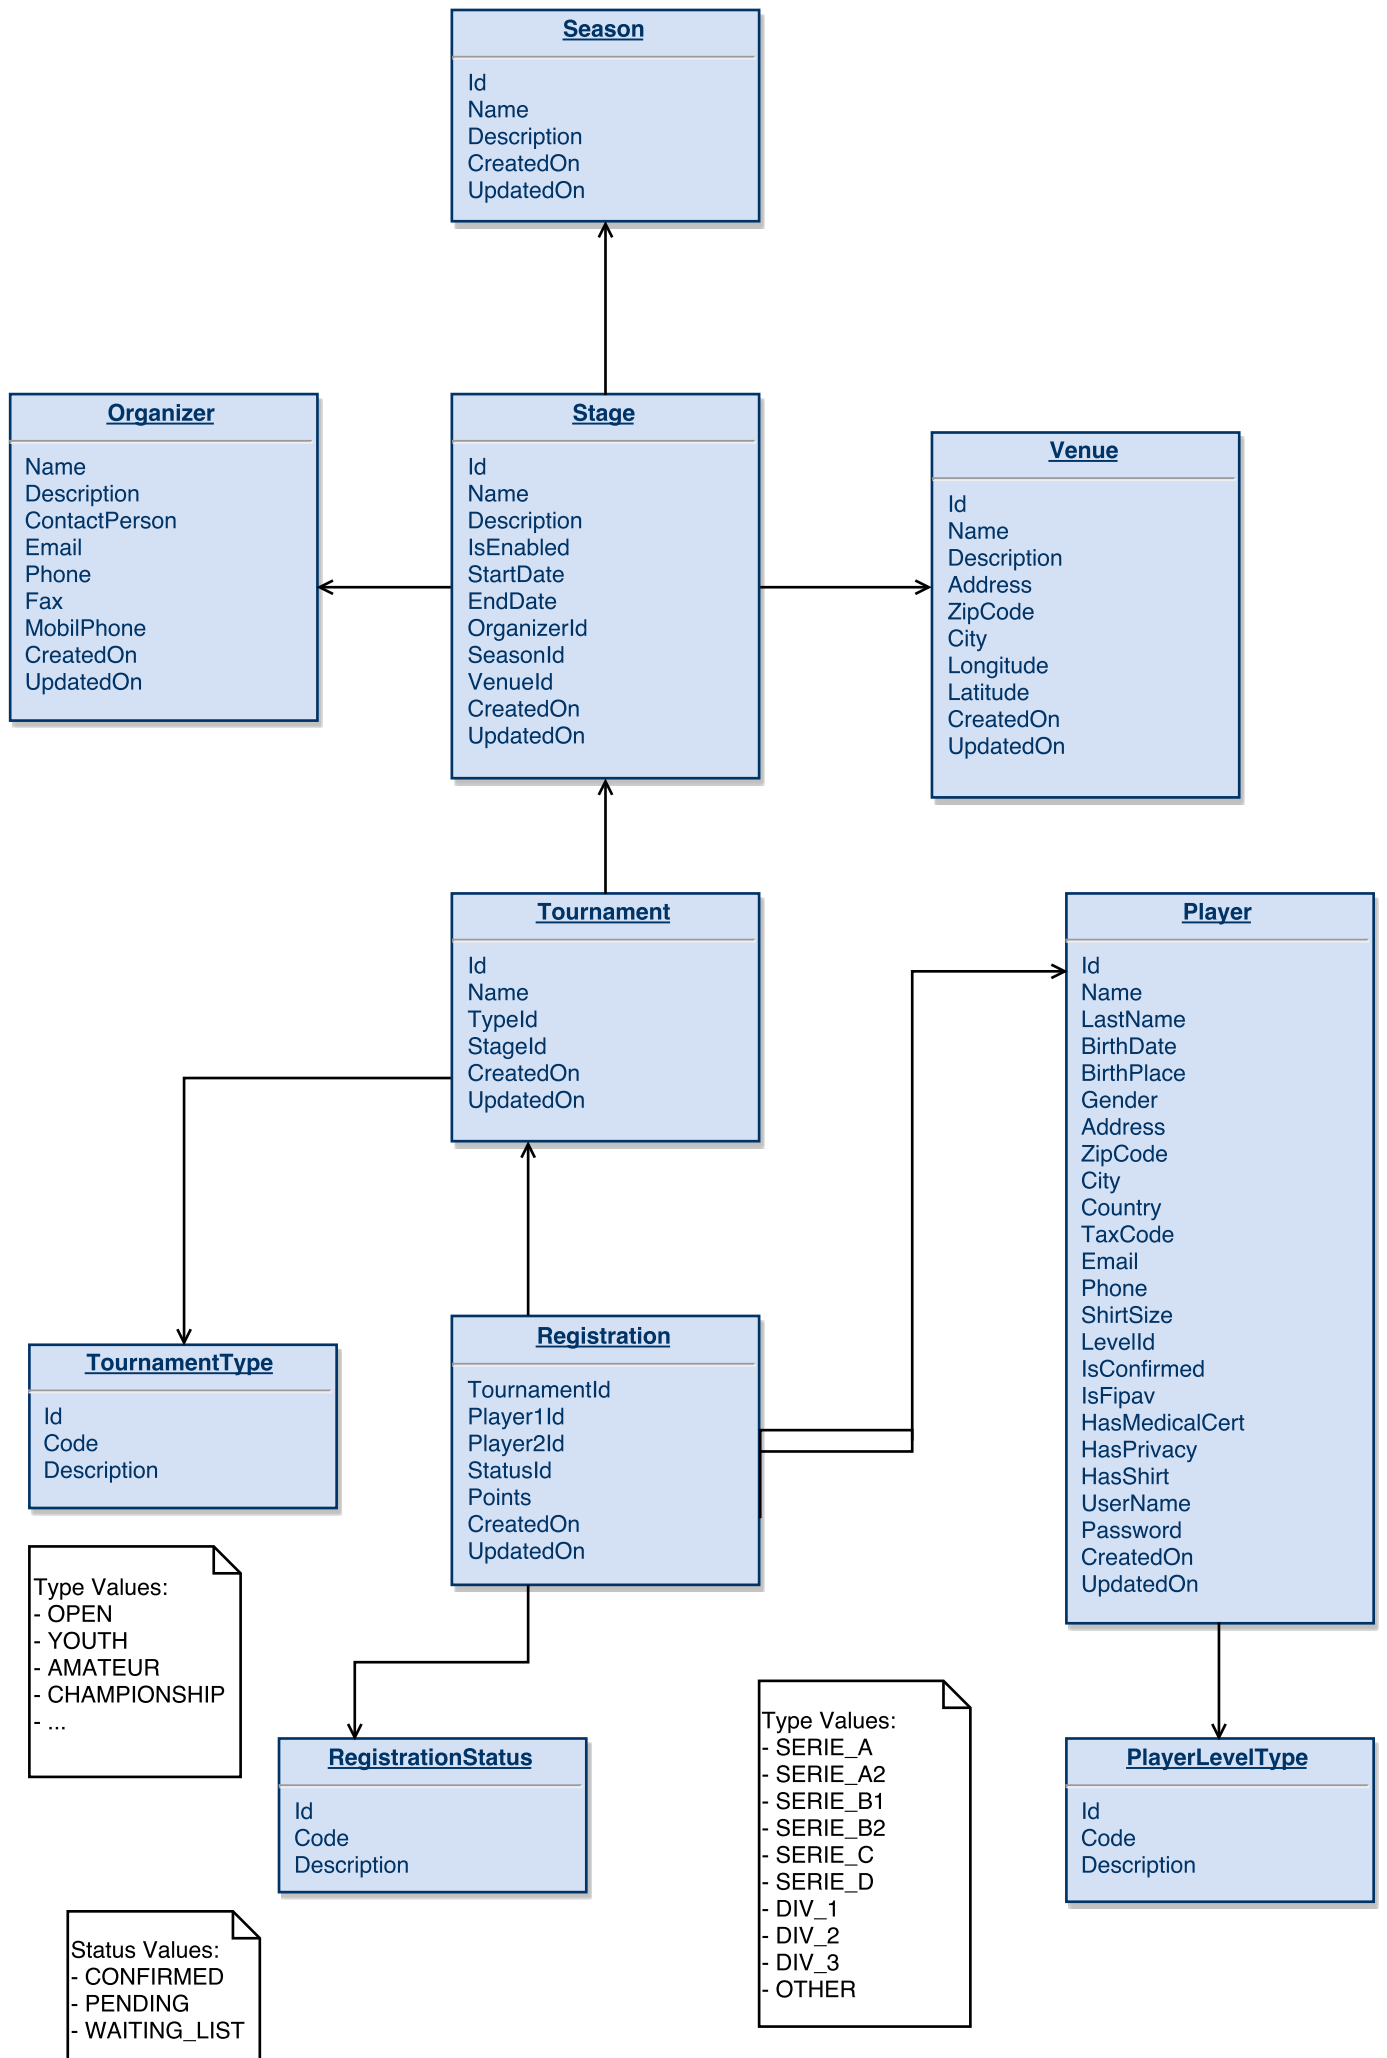 Season
Id
Name
Description
CreatedOn
UpdatedOn
Organizer
Name
Description
ContactPerson
Email
Phone
Fax
MobilPhone
CreatedOn
UpdatedOn
Stage
Id
Name
Description
IsEnabled
StartDate
EndDate
OrganizerId
SeasonId
VenueId
CreatedOn
UpdatedOn
Venue
Id
Name
Description
Address
ZipCode
City
Longitude
Latitude
CreatedOn
UpdatedOn
Tournament
Id
Name
TypeId
StageId
CreatedOn
UpdatedOn
Player
Id
Name
LastName
BirthDate
BirthPlace
Gender
Address
ZipCode
City
Country
TaxCode
Email
Phone
ShirtSize
LevelId
IsConfirmed
IsFipav
HasMedicalCert
HasPrivacy
HasShirt
UserName
Password
CreatedOn
UpdatedOn
TournamentType
Id
Code
Description
Registration
TournamentId
Player1Id
Player2Id
StatusId
Points
CreatedOn
UpdatedOn
Type Values:
- OPEN
- YOUTH
- AMATEUR
- CHAMPIONSHIP
- ...
RegistrationStatus
Id
Code
Description
Type Values:
- SERIE_A
- SERIE_A2
- SERIE_B1
- SERIE_B2
- SERIE_C
- SERIE_D
- DIV_1
- DIV_2
- DIV_3
- OTHER
PlayerLevelType
Id
Code
Description
Status Values:
- CONFIRMED
- PENDING
- WAITING_LIST